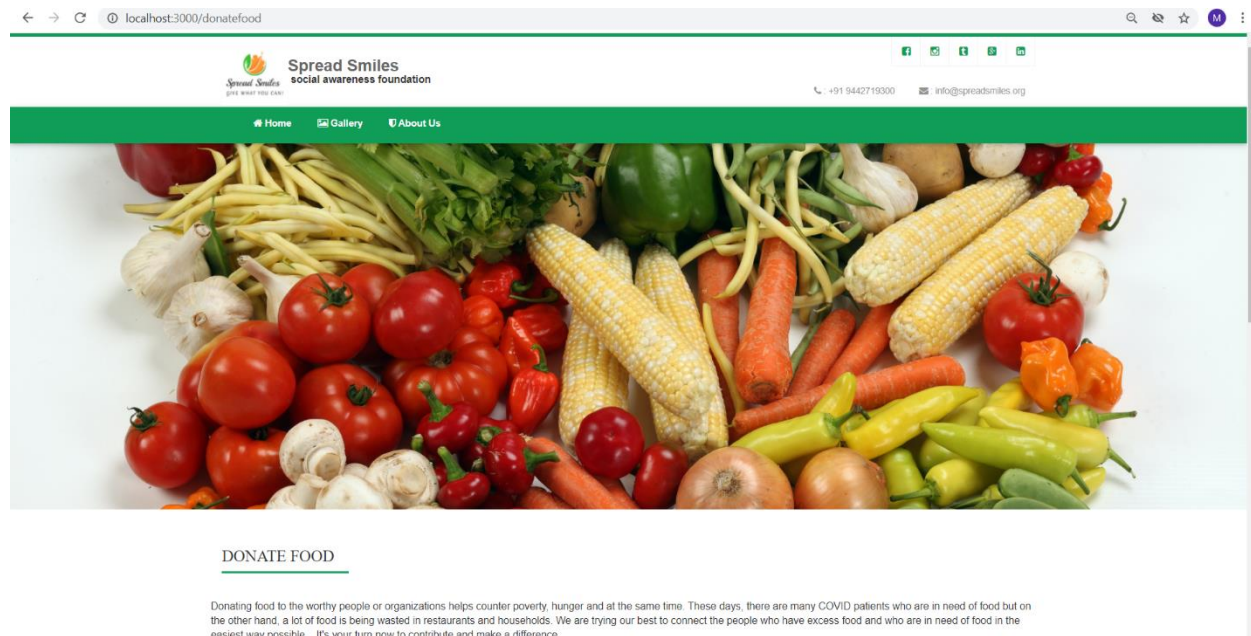 localhost:3000/donatefood
M
Spread Smiles
social awareness foundation
Spread Smiles
GIVE WHAT YOU CAN!
: +91 9442719300
: info@spreadsmiles.org
Home Gallery About Us
DONATE FOOD
Donating food to the worthy people or organizations helps counter poverty, hunger and at the same time. These days, there are many COVID patients who are in need of food but on
the other hand, a lot of food is being wasted in restaurants and households. We are trying our best to connect the people who have excess food and who are in need of food in the
easiest way possible... It's your turn now to contribute and make a difference